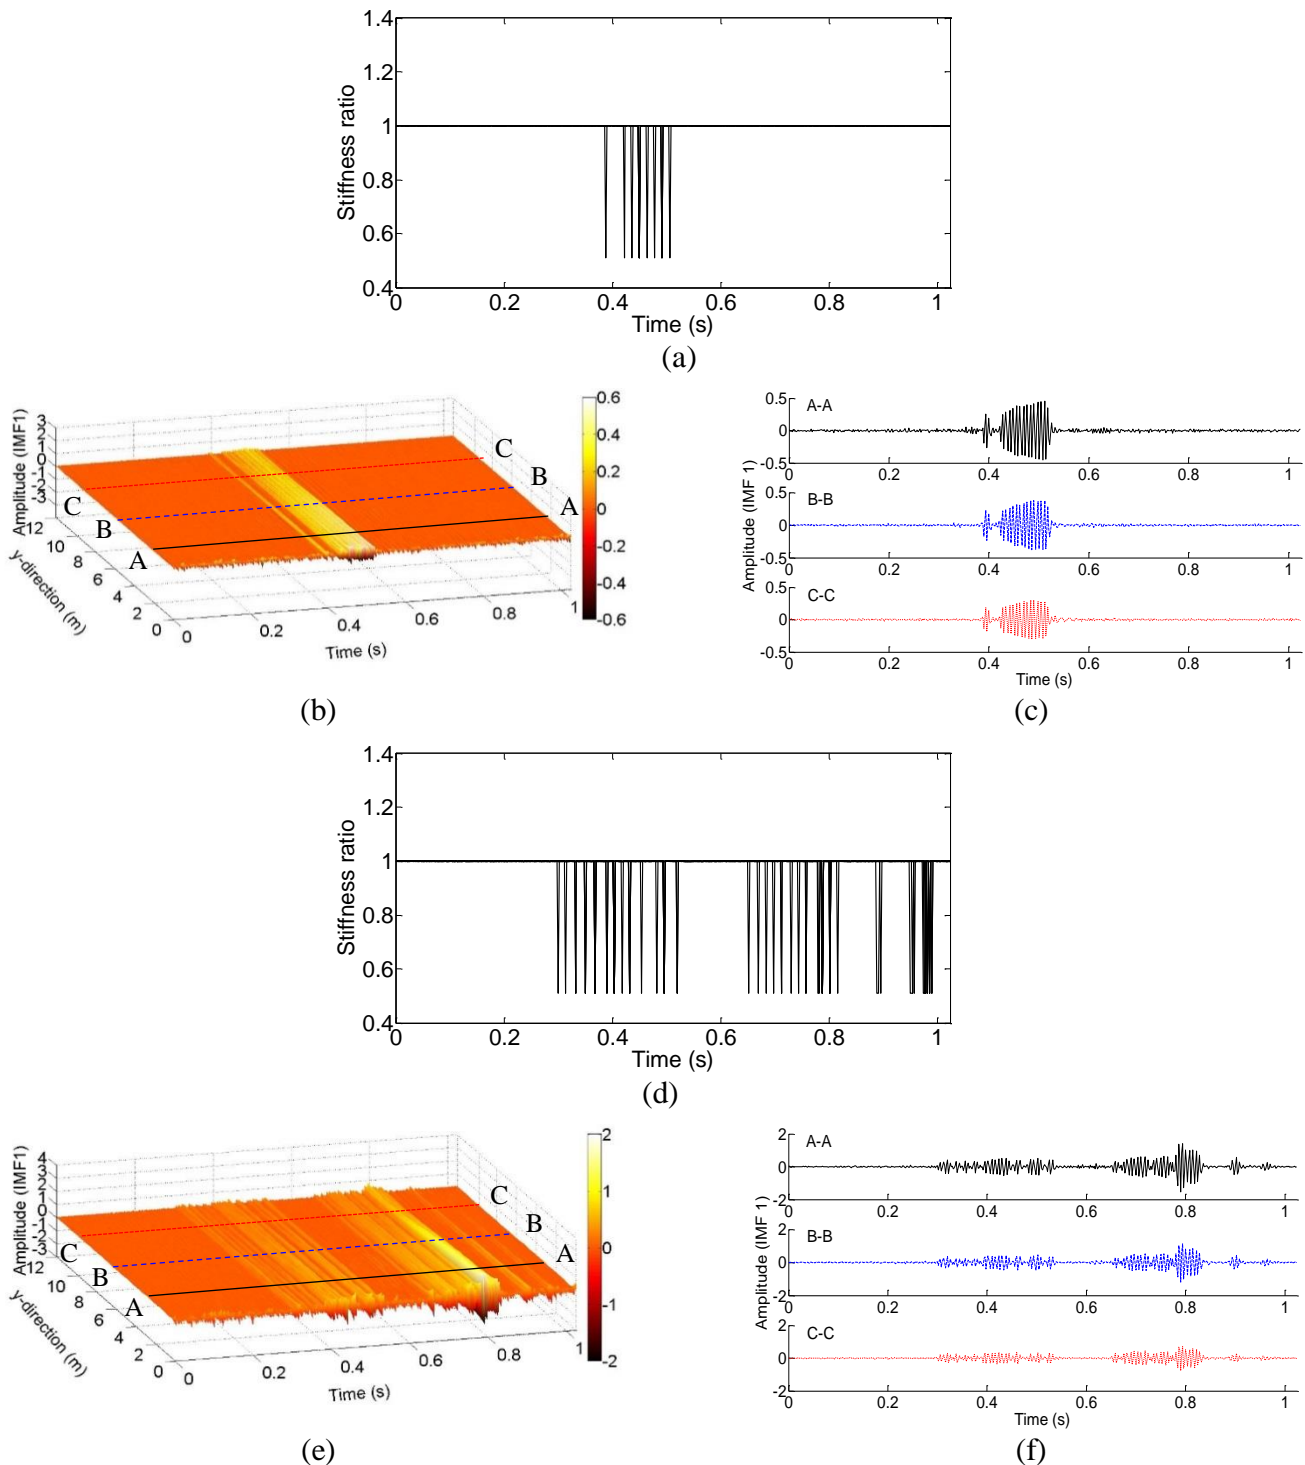 1.4
1.2
1
0.8
0.6
0.4
Stiffness ratio
0 0.2 0.4 0.6 0.8 1
Time (s)
(a)
Amplitude (IMF1)
3
2
1
0
-1
-2
-3
12 10 8 6 4 2 0
y-direction (m)
0 0.2 0.4 0.6 0.8 1
Time (s)
C B A
C B A
0.6
0.4
0.2
0
-0.2
-0.4
-0.6
(b)
Amplitude (IMF 1)
A-A
0.5
0
-0.5
0 0.2 0.4 0.6 0.8 1
B-B
0.5
0
-0.5
0 0.2 0.4 0.6 0.8 1
C-C
0.5
0
-0.5
0 0.2 0.4 0.6 0.8 1
Time (s)
(c)
1.4
1.2
1
0.8
0.6
0.4
Stiffness ratio
0 0.2 0.4 0.6 0.8 1
Time (s)
(d)
Amplitude (IMF1)
4
3
2
1
0
-1
-2
-3
12 10 8 6 4 2 0
y-direction (m)
0 0.2 0.4 0.6 0.8 1
Time (s)
C B A
C B A
2
1
0
-1
-2
(e)
Amplitude (IMF 1)
A-A
2
0
-2
0 0.2 0.4 0.6 0.8 1
B-B
2
0
-2
0 0.2 0.4 0.6 0.8 1
C-C
2
0
-2
0 0.2 0.4 0.6 0.8 1
Time (s)
(f)